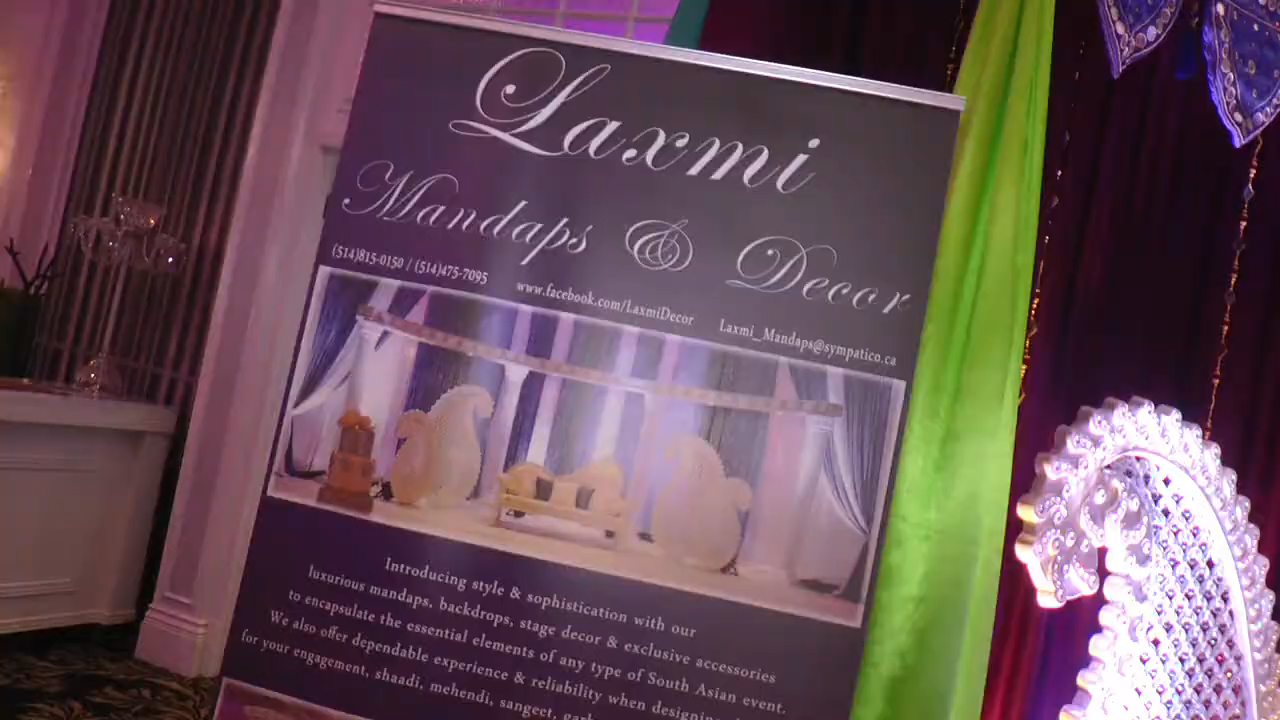 Laxmi
Mandaps & Decor
(514)815-0150 / (514)475-7095 www.facebook.com/LaxmiDecor Laxmi_Mandaps@sympatico.ca
Introducing style & sophistication with our
luxurious mandaps, backdrops, stage decor & exclusive accessories
to encapsulate the essential elements of any type of South Asian event.
We also offer dependable experience & reliability when designing
for your engagement, shaadi, mehendi, sangeet,